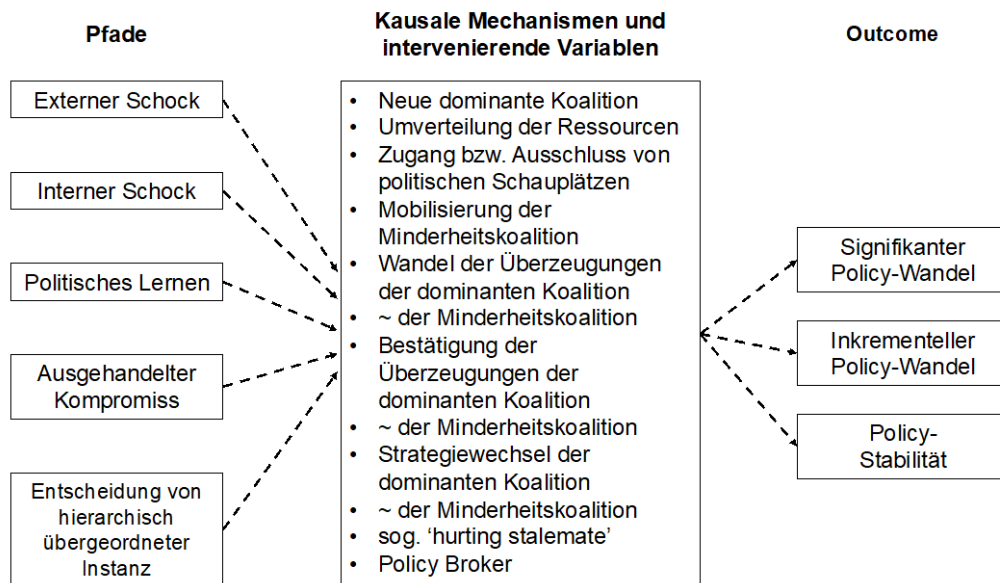 Pfade
Kausale Mechanismen und
intervenierende Variablen
Outcome
Externer Schock
Interner Schock
Politisches Lernen
Ausgehandelter
Kompromiss
Entscheidung von
hierarchisch
übergeordneter
Instanz
• Neue dominante Koalition
• Umverteilung der Ressourcen
• Zugang bzw. Ausschluss von
politischen Schauplätzen
• Mobilisierung der
Minderheitskoalition
• Wandel der Überzeugungen
der dominanten Koalition
• ~ der Minderheitskoalition
• Bestätigung der
Überzeugungen der
dominanten Koalition
• ~ der Minderheitskoalition
• Strategiewechsel der
dominanten Koalition
• ~ der Minderheitskoalition
• sog. ‘hurting stalemate’
• Policy Broker
Signifikanter
Policy-Wandel
Inkrementeller
Policy-Wandel
Policy-
Stabilität